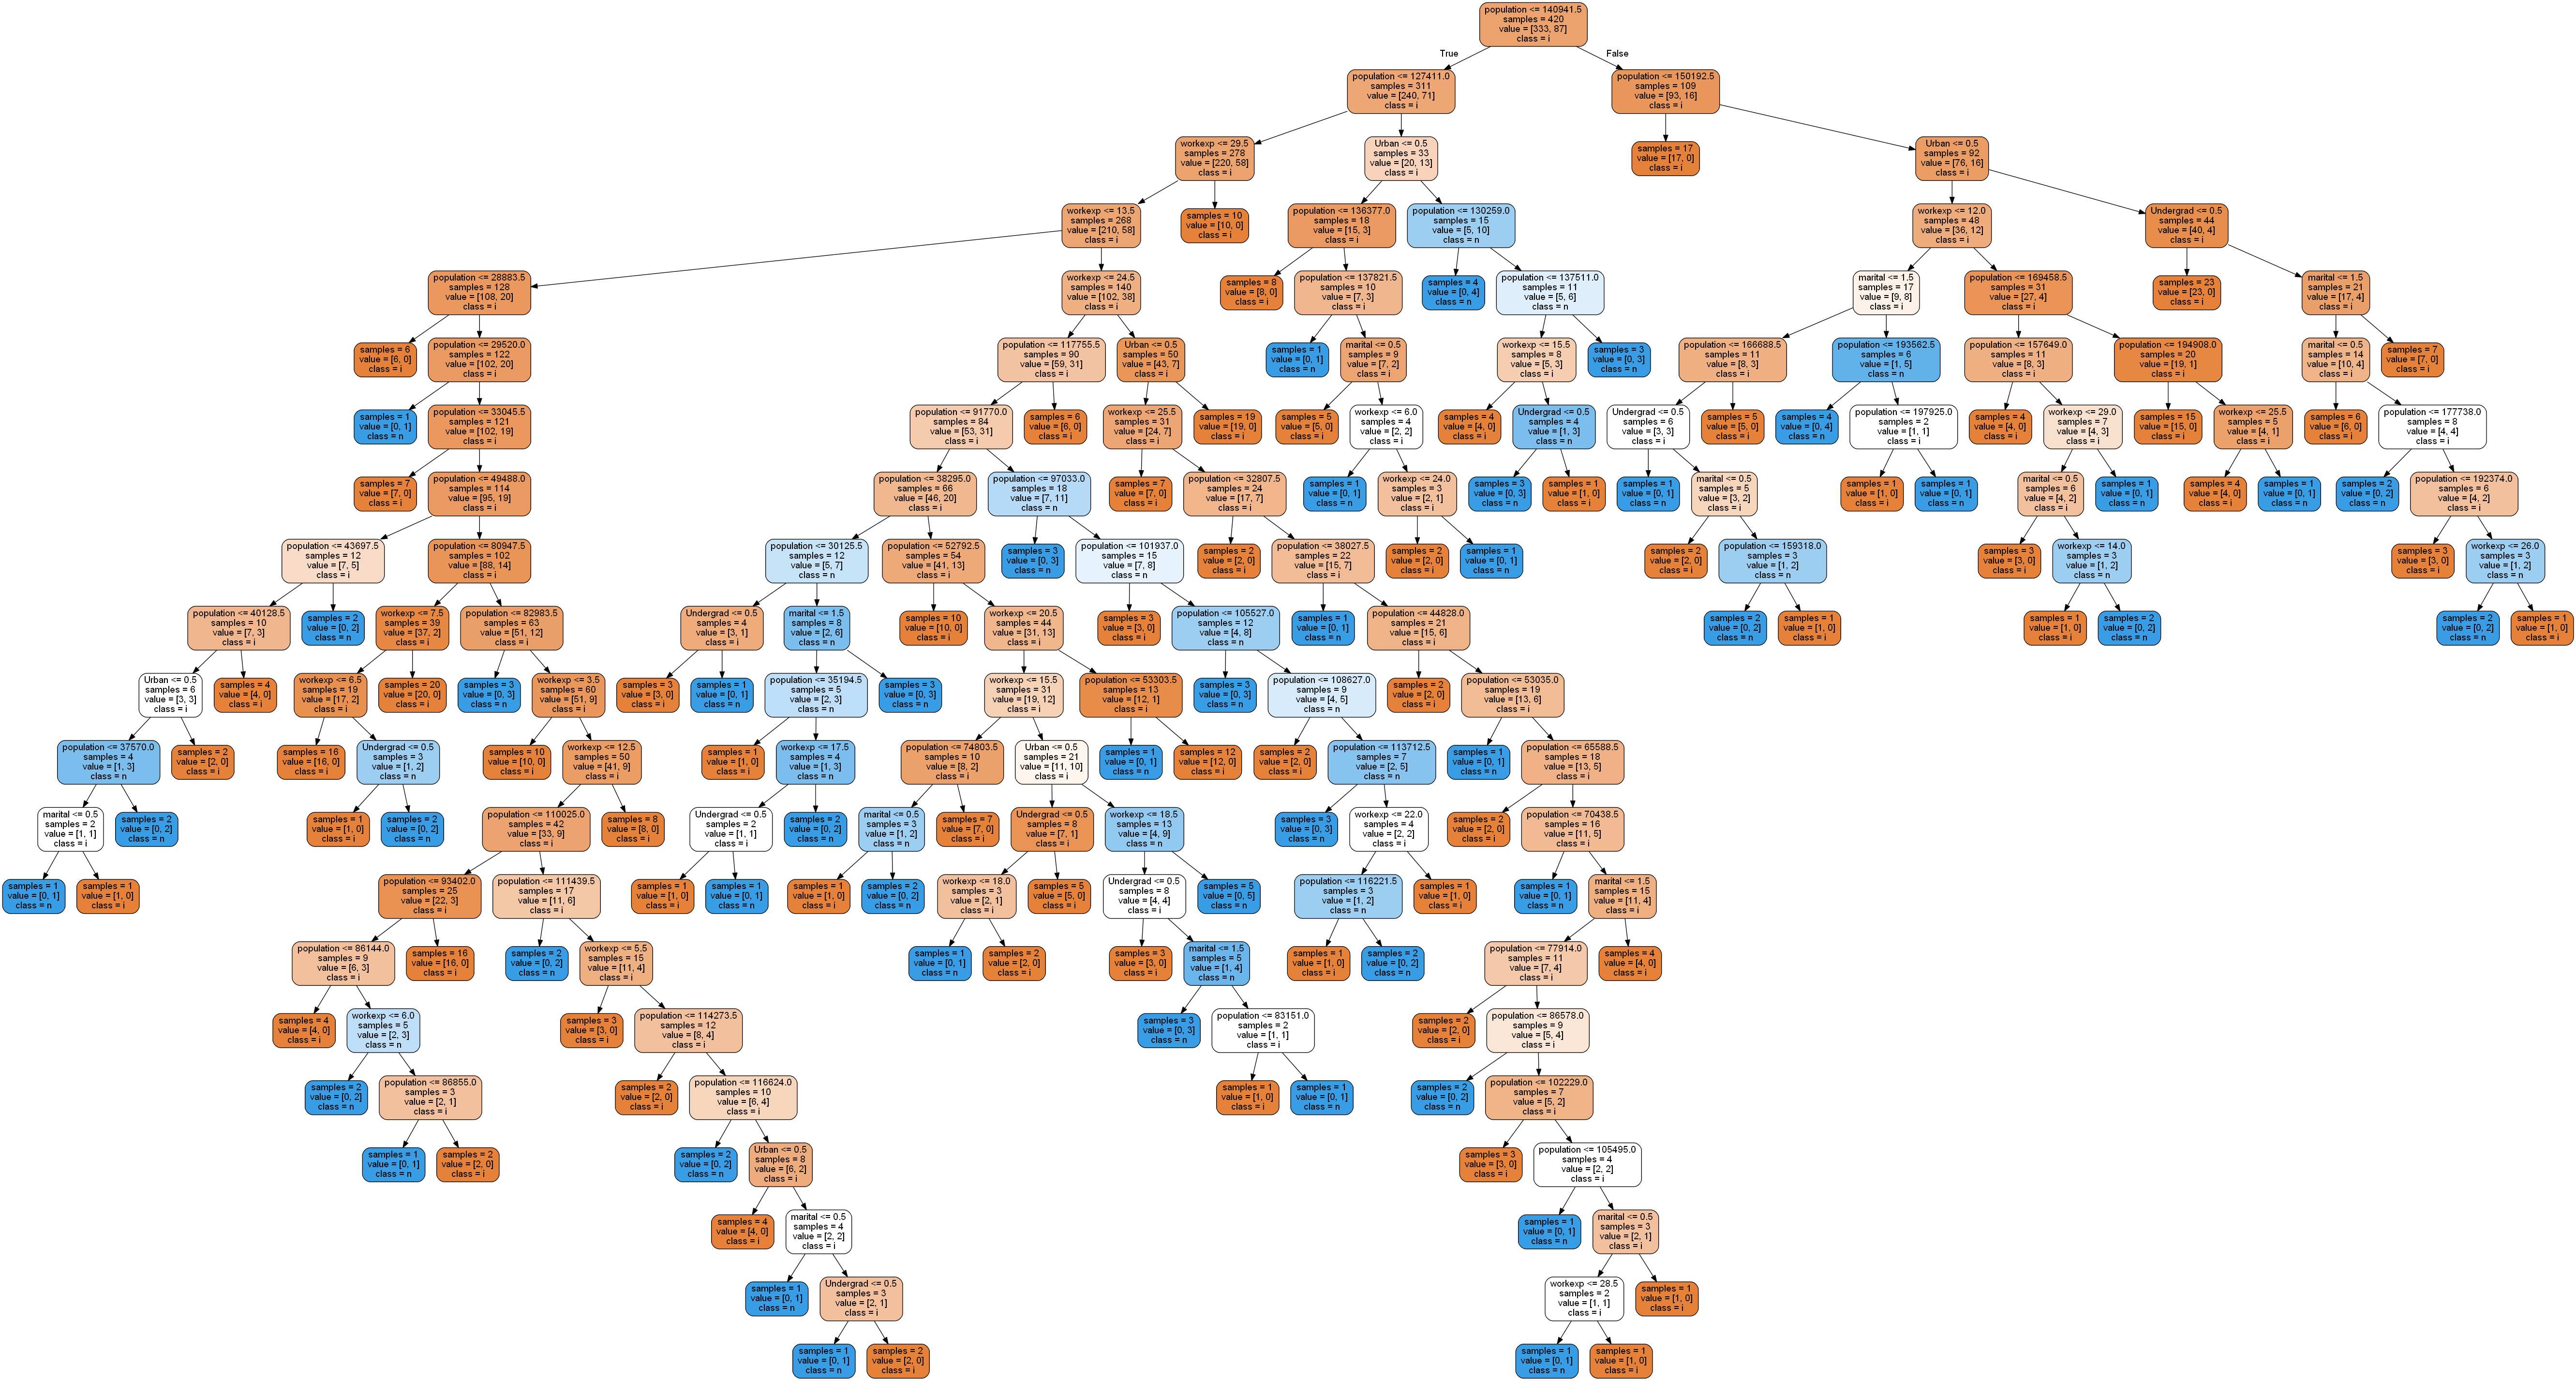 population <= 140941.5
samples = 420
value = [333, 87]
class = i
True
False
population <= 127411.0
samples = 311
value = [240, 71]
class = i
population <= 150192.5
samples = 109
value = [93, 16]
class = i
workexp <= 29.5
samples = 278
value = [220, 58]
class = i
Urban <= 0.5
samples = 33
value = [20, 13]
class = i
samples = 17
value = [17, 0]
class = i
Urban <= 0.5
samples = 92
value = [76, 16]
class = i
workexp <= 13.5
samples = 268
value = [210, 58]
class = i
samples = 10
value = [10, 0]
class = i
population <= 136377.0
samples = 18
value = [15, 3]
class = i
population <= 130259.0
samples = 15
value = [5, 10]
class = n
workexp <= 12.0
samples = 48
value = [36, 12]
class = i
Undergrad <= 0.5
samples = 44
value = [40, 4]
class = i
population <= 28883.5
samples = 128
value = [108, 20]
class = i
workexp <= 24.5
samples = 140
value = [102, 38]
class = i
samples = 8
value = [8, 0]
class = i
population <= 137821.5
samples = 10
value = [7, 3]
class = i
samples = 4
value = [0, 4]
class = n
population <= 137511.0
samples = 11
value = [5, 6]
class = n
marital <= 1.5
samples = 17
value = [9, 8]
class = i
population <= 169458.5
samples = 31
value = [27, 4]
class = i
samples = 23
value = [23, 0]
class = i
marital <= 1.5
samples = 21
value = [17, 4]
class = i
samples = 6
value = [6, 0]
class = i
population <= 29520.0
samples = 122
value = [102, 20]
class = i
population <= 117755.5
samples = 90
value = [59, 31]
class = i
Urban <= 0.5
samples = 50
value = [43, 7]
class = i
samples = 1
value = [0, 1]
class = n
marital <= 0.5
samples = 9
value = [7, 2]
class = i
workexp <= 15.5
samples = 8
value = [5, 3]
class = i
samples = 3
value = [0, 3]
class = n
population <= 166688.5
samples = 11
value = [8, 3]
class = i
population <= 193562.5
samples = 6
value = [1, 5]
class = n
population <= 157649.0
samples = 11
value = [8, 3]
class = i
population <= 194908.0
samples = 20
value = [19, 1]
class = i
marital <= 0.5
samples = 14
value = [10, 4]
class = i
samples = 7
value = [7, 0]
class = i
samples = 1
value = [0, 1]
class = n
population <= 33045.5
samples = 121
value = [102, 19]
class = i
population <= 91770.0
samples = 84
value = [53, 31]
class = i
samples = 6
value = [6, 0]
class = i
workexp <= 25.5
samples = 31
value = [24, 7]
class = i
samples = 19
value = [19, 0]
class = i
samples = 5
value = [5, 0]
class = i
workexp <= 6.0
samples = 4
value = [2, 2]
class = i
samples = 4
value = [4, 0]
class = i
Undergrad <= 0.5
samples = 4
value = [1, 3]
class = n
Undergrad <= 0.5
samples = 6
value = [3, 3]
class = i
samples = 5
value = [5, 0]
class = i
samples = 4
value = [0, 4]
class = n
population <= 197925.0
samples = 2
value = [1, 1]
class = i
samples = 4
value = [4, 0]
class = i
workexp <= 29.0
samples = 7
value = [4, 3]
class = i
samples = 15
value = [15, 0]
class = i
workexp <= 25.5
samples = 5
value = [4, 1]
class = i
samples = 6
value = [6, 0]
class = i
population <= 177738.0
samples = 8
value = [4, 4]
class = i
samples = 7
value = [7, 0]
class = i
population <= 49488.0
samples = 114
value = [95, 19]
class = i
population <= 38295.0
samples = 66
value = [46, 20]
class = i
population <= 97033.0
samples = 18
value = [7, 11]
class = n
samples = 7
value = [7, 0]
class = i
population <= 32807.5
samples = 24
value = [17, 7]
class = i
samples = 1
value = [0, 1]
class = n
workexp <= 24.0
samples = 3
value = [2, 1]
class = i
samples = 3
value = [0, 3]
class = n
samples = 1
value = [1, 0]
class = i
samples = 1
value = [0, 1]
class = n
marital <= 0.5
samples = 5
value = [3, 2]
class = i
samples = 1
value = [1, 0]
class = i
samples = 1
value = [0, 1]
class = n
marital <= 0.5
samples = 6
value = [4, 2]
class = i
samples = 1
value = [0, 1]
class = n
samples = 4
value = [4, 0]
class = i
samples = 1
value = [0, 1]
class = n
samples = 2
value = [0, 2]
class = n
population <= 192374.0
samples = 6
value = [4, 2]
class = i
population <= 43697.5
samples = 12
value = [7, 5]
class = i
population <= 80947.5
samples = 102
value = [88, 14]
class = i
population <= 30125.5
samples = 12
value = [5, 7]
class = n
population <= 52792.5
samples = 54
value = [41, 13]
class = i
samples = 3
value = [0, 3]
class = n
population <= 101937.0
samples = 15
value = [7, 8]
class = n
samples = 2
value = [2, 0]
class = i
population <= 38027.5
samples = 22
value = [15, 7]
class = i
samples = 2
value = [2, 0]
class = i
samples = 1
value = [0, 1]
class = n
samples = 2
value = [2, 0]
class = i
population <= 159318.0
samples = 3
value = [1, 2]
class = n
samples = 3
value = [3, 0]
class = i
workexp <= 14.0
samples = 3
value = [1, 2]
class = n
samples = 3
value = [3, 0]
class = i
workexp <= 26.0
samples = 3
value = [1, 2]
class = n
population <= 40128.5
samples = 10
value = [7, 3]
class = i
samples = 2
value = [0, 2]
class = n
workexp <= 7.5
samples = 39
value = [37, 2]
class = i
population <= 82983.5
samples = 63
value = [51, 12]
class = i
Undergrad <= 0.5
samples = 4
value = [3, 1]
class = i
marital <= 1.5
samples = 8
value = [2, 6]
class = n
samples = 10
value = [10, 0]
class = i
workexp <= 20.5
samples = 44
value = [31, 13]
class = i
samples = 3
value = [3, 0]
class = i
population <= 105527.0
samples = 12
value = [4, 8]
class = n
samples = 1
value = [0, 1]
class = n
population <= 44828.0
samples = 21
value = [15, 6]
class = i
samples = 2
value = [0, 2]
class = n
samples = 1
value = [1, 0]
class = i
samples = 1
value = [1, 0]
class = i
samples = 2
value = [0, 2]
class = n
samples = 2
value = [0, 2]
class = n
samples = 1
value = [1, 0]
class = i
Urban <= 0.5
samples = 6
value = [3, 3]
class = i
samples = 4
value = [4, 0]
class = i
workexp <= 6.5
samples = 19
value = [17, 2]
class = i
samples = 20
value = [20, 0]
class = i
samples = 3
value = [0, 3]
class = n
workexp <= 3.5
samples = 60
value = [51, 9]
class = i
samples = 3
value = [3, 0]
class = i
samples = 1
value = [0, 1]
class = n
population <= 35194.5
samples = 5
value = [2, 3]
class = n
samples = 3
value = [0, 3]
class = n
workexp <= 15.5
samples = 31
value = [19, 12]
class = i
population <= 53303.5
samples = 13
value = [12, 1]
class = i
samples = 3
value = [0, 3]
class = n
population <= 108627.0
samples = 9
value = [4, 5]
class = n
samples = 2
value = [2, 0]
class = i
population <= 53035.0
samples = 19
value = [13, 6]
class = i
population <= 37570.0
samples = 4
value = [1, 3]
class = n
samples = 2
value = [2, 0]
class = i
samples = 16
value = [16, 0]
class = i
Undergrad <= 0.5
samples = 3
value = [1, 2]
class = n
samples = 10
value = [10, 0]
class = i
workexp <= 12.5
samples = 50
value = [41, 9]
class = i
samples = 1
value = [1, 0]
class = i
workexp <= 17.5
samples = 4
value = [1, 3]
class = n
population <= 74803.5
samples = 10
value = [8, 2]
class = i
Urban <= 0.5
samples = 21
value = [11, 10]
class = i
samples = 1
value = [0, 1]
class = n
samples = 12
value = [12, 0]
class = i
samples = 2
value = [2, 0]
class = i
population <= 113712.5
samples = 7
value = [2, 5]
class = n
samples = 1
value = [0, 1]
class = n
population <= 65588.5
samples = 18
value = [13, 5]
class = i
marital <= 0.5
samples = 2
value = [1, 1]
class = i
samples = 2
value = [0, 2]
class = n
samples = 1
value = [1, 0]
class = i
samples = 2
value = [0, 2]
class = n
population <= 110025.0
samples = 42
value = [33, 9]
class = i
samples = 8
value = [8, 0]
class = i
Undergrad <= 0.5
samples = 2
value = [1, 1]
class = i
samples = 2
value = [0, 2]
class = n
marital <= 0.5
samples = 3
value = [1, 2]
class = n
samples = 7
value = [7, 0]
class = i
Undergrad <= 0.5
samples = 8
value = [7, 1]
class = i
workexp <= 18.5
samples = 13
value = [4, 9]
class = n
samples = 3
value = [0, 3]
class = n
workexp <= 22.0
samples = 4
value = [2, 2]
class = i
samples = 2
value = [2, 0]
class = i
population <= 70438.5
samples = 16
value = [11, 5]
class = i
samples = 1
value = [0, 1]
class = n
samples = 1
value = [1, 0]
class = i
population <= 93402.0
samples = 25
value = [22, 3]
class = i
population <= 111439.5
samples = 17
value = [11, 6]
class = i
samples = 1
value = [1, 0]
class = i
samples = 1
value = [0, 1]
class = n
samples = 1
value = [1, 0]
class = i
samples = 2
value = [0, 2]
class = n
workexp <= 18.0
samples = 3
value = [2, 1]
class = i
samples = 5
value = [5, 0]
class = i
Undergrad <= 0.5
samples = 8
value = [4, 4]
class = i
samples = 5
value = [0, 5]
class = n
population <= 116221.5
samples = 3
value = [1, 2]
class = n
samples = 1
value = [1, 0]
class = i
samples = 1
value = [0, 1]
class = n
marital <= 1.5
samples = 15
value = [11, 4]
class = i
population <= 86144.0
samples = 9
value = [6, 3]
class = i
samples = 16
value = [16, 0]
class = i
samples = 2
value = [0, 2]
class = n
workexp <= 5.5
samples = 15
value = [11, 4]
class = i
samples = 1
value = [0, 1]
class = n
samples = 2
value = [2, 0]
class = i
samples = 3
value = [3, 0]
class = i
marital <= 1.5
samples = 5
value = [1, 4]
class = n
samples = 1
value = [1, 0]
class = i
samples = 2
value = [0, 2]
class = n
population <= 77914.0
samples = 11
value = [7, 4]
class = i
samples = 4
value = [4, 0]
class = i
samples = 4
value = [4, 0]
class = i
workexp <= 6.0
samples = 5
value = [2, 3]
class = n
samples = 3
value = [3, 0]
class = i
population <= 114273.5
samples = 12
value = [8, 4]
class = i
samples = 3
value = [0, 3]
class = n
population <= 83151.0
samples = 2
value = [1, 1]
class = i
samples = 2
value = [2, 0]
class = i
population <= 86578.0
samples = 9
value = [5, 4]
class = i
samples = 2
value = [0, 2]
class = n
population <= 86855.0
samples = 3
value = [2, 1]
class = i
samples = 2
value = [2, 0]
class = i
population <= 116624.0
samples = 10
value = [6, 4]
class = i
samples = 1
value = [1, 0]
class = i
samples = 1
value = [0, 1]
class = n
samples = 2
value = [0, 2]
class = n
population <= 102229.0
samples = 7
value = [5, 2]
class = i
samples = 1
value = [0, 1]
class = n
samples = 2
value = [2, 0]
class = i
samples = 2
value = [0, 2]
class = n
Urban <= 0.5
samples = 8
value = [6, 2]
class = i
samples = 3
value = [3, 0]
class = i
population <= 105495.0
samples = 4
value = [2, 2]
class = i
samples = 4
value = [4, 0]
class = i
marital <= 0.5
samples = 4
value = [2, 2]
class = i
samples = 1
value = [0, 1]
class = n
marital <= 0.5
samples = 3
value = [2, 1]
class = i
samples = 1
value = [0, 1]
class = n
Undergrad <= 0.5
samples = 3
value = [2, 1]
class = i
workexp <= 28.5
samples = 2
value = [1, 1]
class = i
samples = 1
value = [1, 0]
class = i
samples = 1
value = [0, 1]
class = n
samples = 2
value = [2, 0]
class = i
samples = 1
value = [0, 1]
class = n
samples = 1
value = [1, 0]
class = i